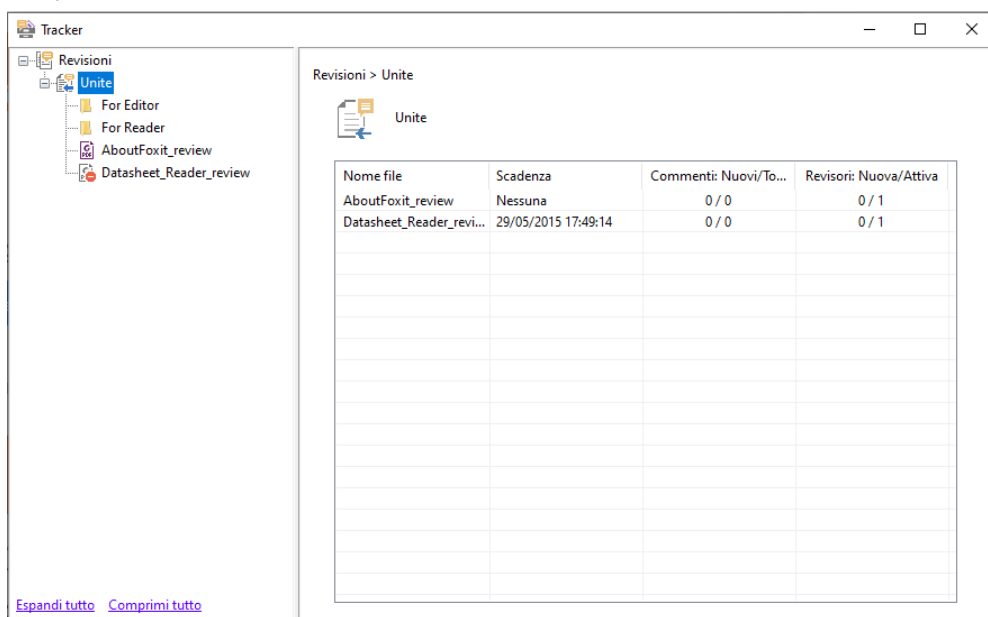 Tracker
Revisioni
Unite
For Editor
For Reader
AboutFoxit_review
Datasheet_Reader_review
Espandi tutto Comprimi tutto
Revisioni > Unite
Unite
Nome file Scadenza Commenti: Nuovi/To... Revisori: Nuova/Attiva
AboutFoxit_review Nessuna 0 / 0 0 / 1
Datasheet_Reader_revi... 29/05/2015 17:49:14 0 / 0 0 / 1